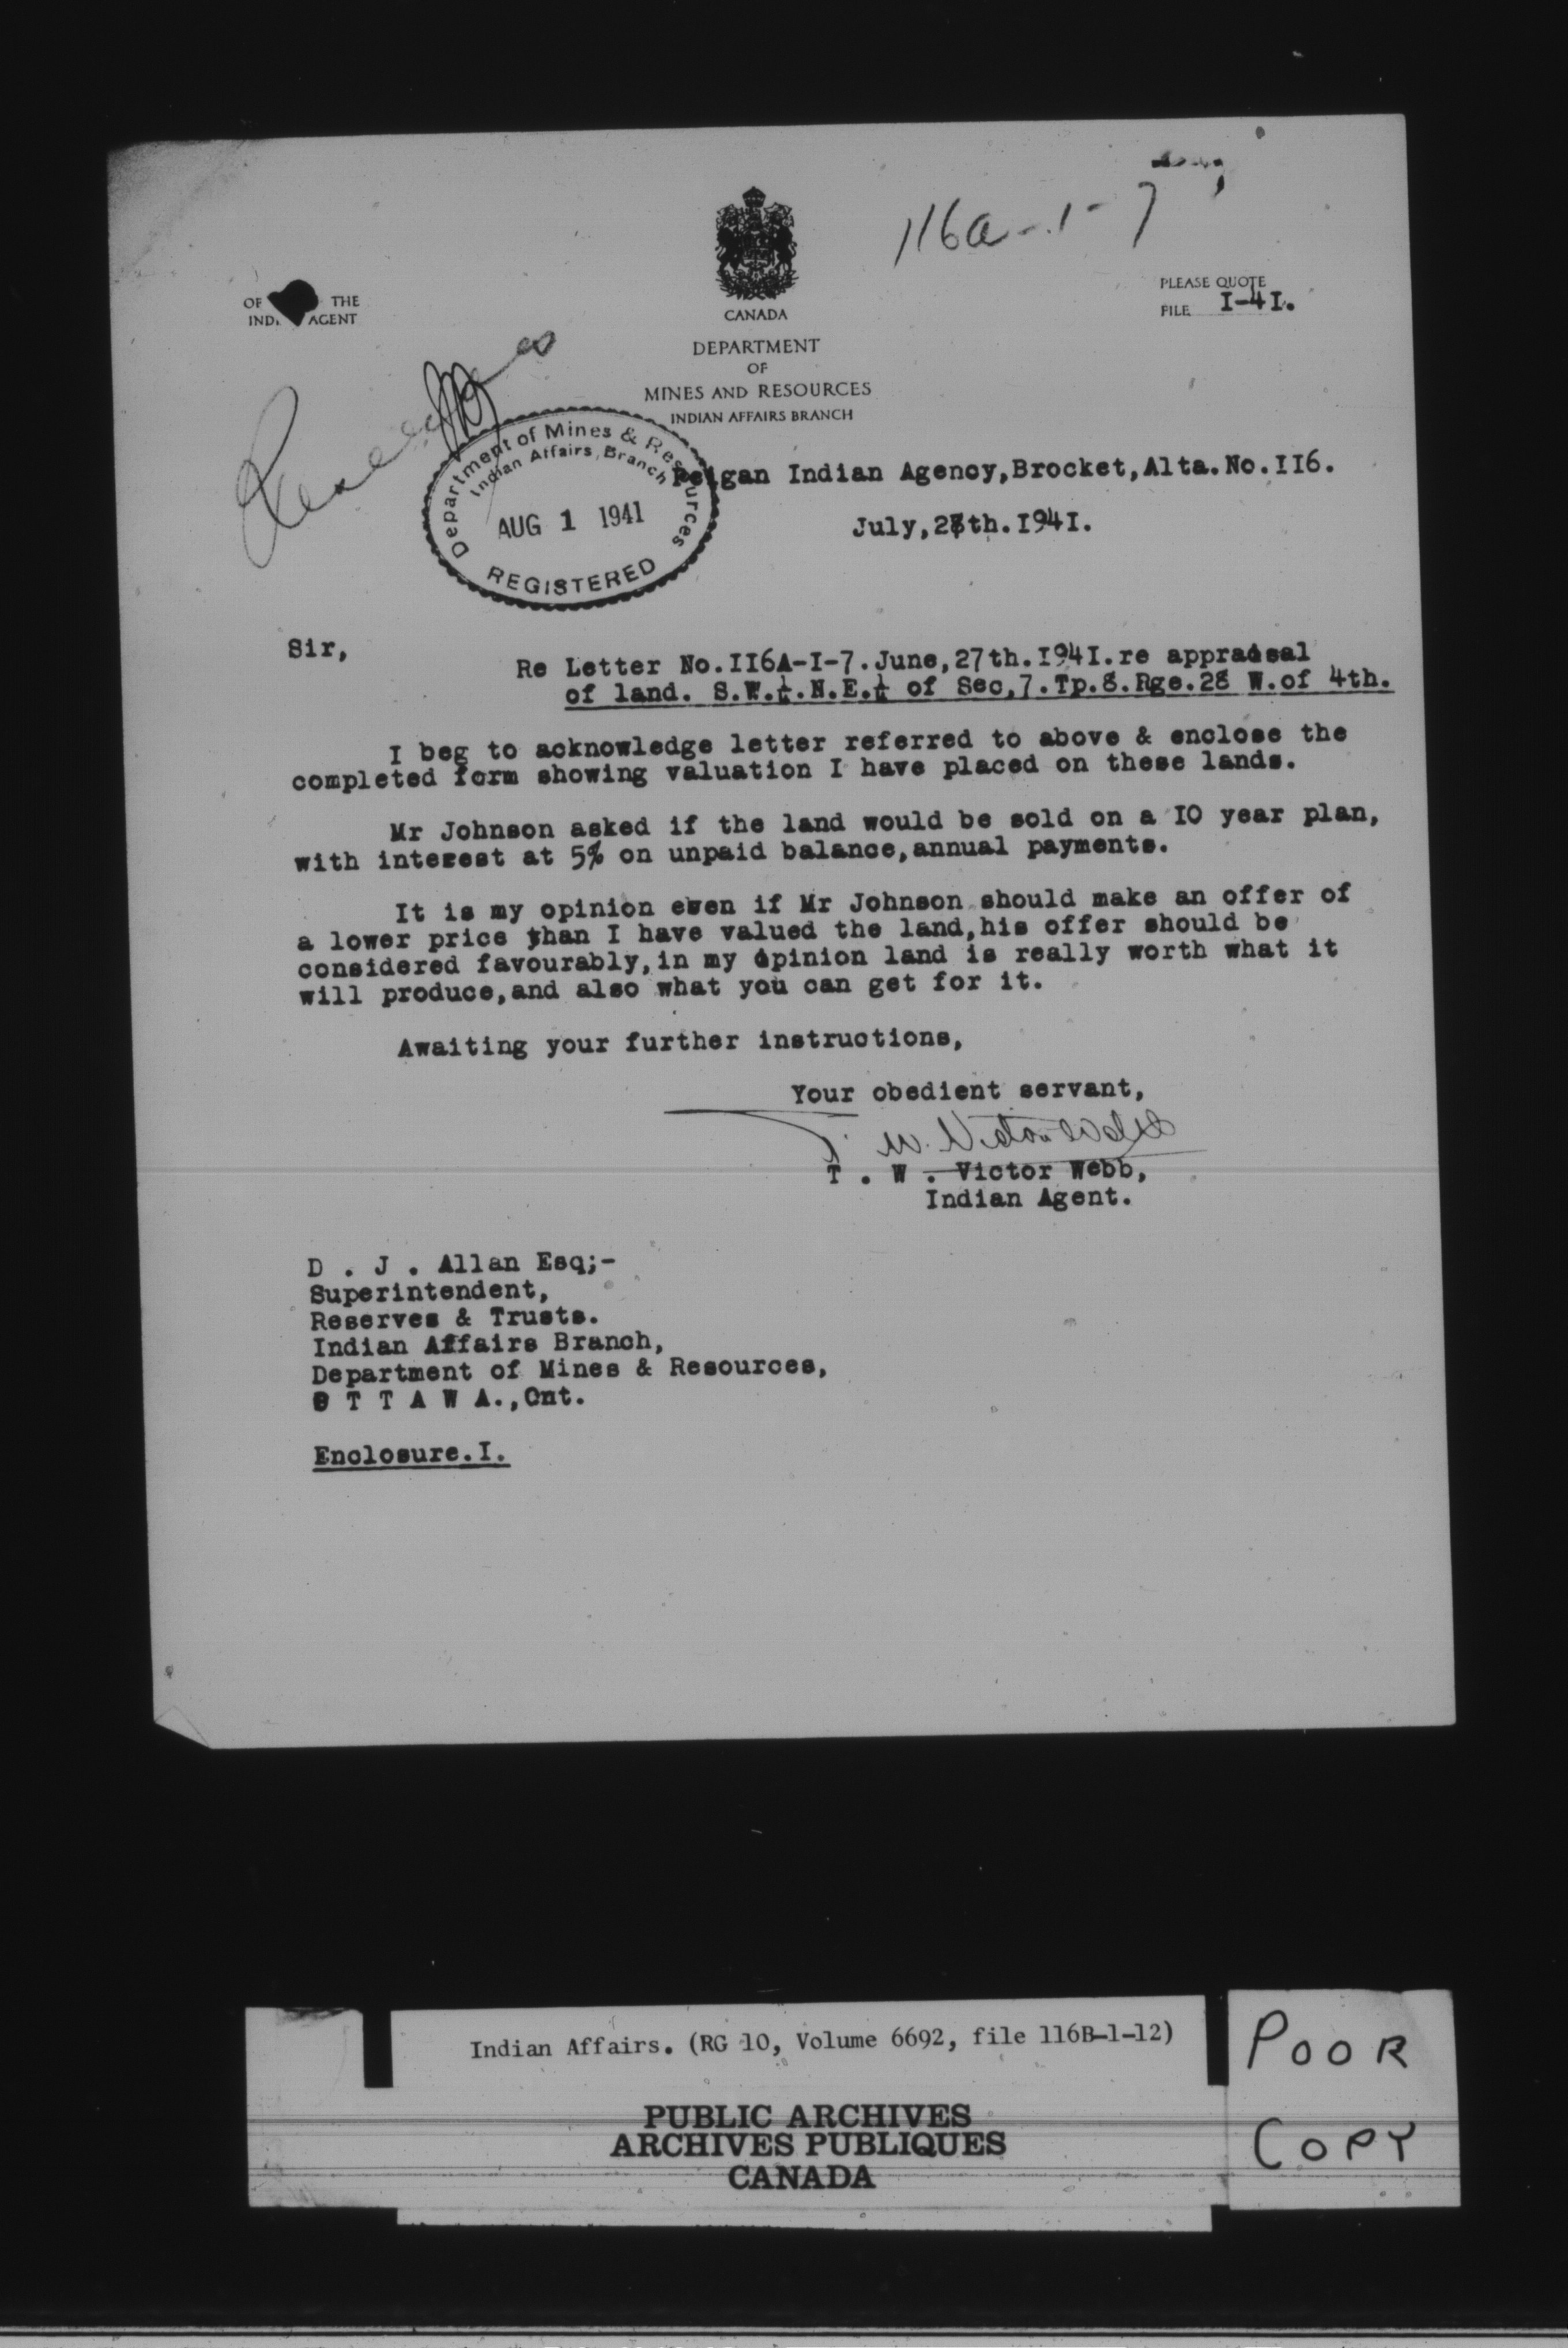 116a-1-7
OF THE
IND. AGENT
CANADA
PLEASE QUOTE
FILE I-4I.
DEPARTMENT
OF
MINES AND RESOURCES
INDIAN AFFAIRS BRANCH
Department of Mines & Resources
Indian Affairs Branch
AUG 1 1941
REGISTERED
Peigan Indian Agency,Brocket,Alta.No.II6.
July,28th.I94I.
Sir,
Re Letter No.II6A-I-7.June,27th.I94I.re appraisal
of land. S.W.¼.N.E.¼ of Sec,7.Tp.8.Rge.28 W.of 4th.
I beg to acknowledge letter referred to above & enclose the
completed form showing valuation I have placed on these lands.
Mr Johnson asked if the land would be sold on a IO year plan,
with interest at 5% on unpaid balance,annual payments.
It is my opinion even if Mr Johnson should make an offer of
a lower price than I have valued the land,his offer should be
considered favourably,in my opinion land is really worth what it
will produce,and also what you can get for it.
Awaiting your further instructions,
Your obedient servant,
T. W. Victor Webb
T . W . Victor Webb,
Indian Agent.
D . J . Allan Esq;-
Superintendent,
Reserves & Trusts.
Indian Affairs Branch,
Department of Mines & Resources,
O T T A W A.,Ont.
Enclosure.I.
Indian Affairs. (RG 10, Volume 6692, file 116B-1-12)
PUBLIC ARCHIVES
ARCHIVES PUBLIQUES
CANADA
POOR
COPY